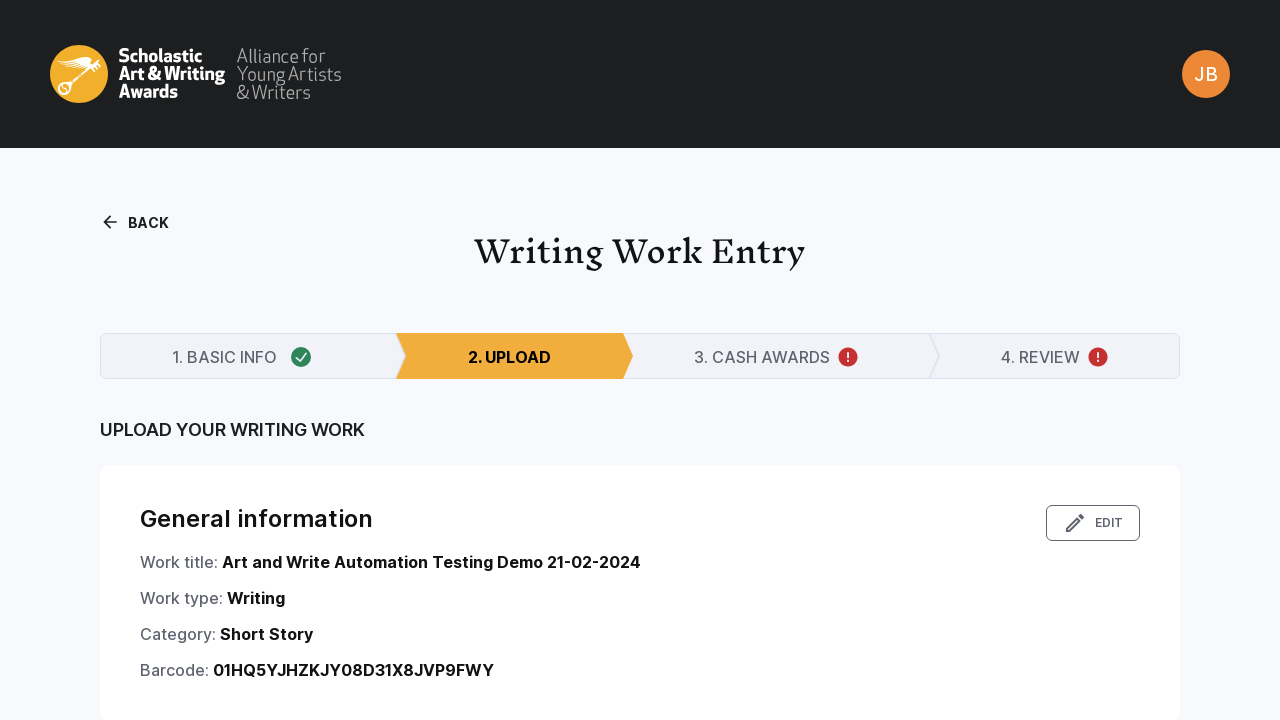 Scholastic
Art & Writing
Awards
Alliance for
Young Artists
& Writers
JB
BACK
Writing Work Entry
1. BASIC INFO
2. UPLOAD
3. CASH AWARDS
4. REVIEW
UPLOAD YOUR WRITING WORK
General information
EDIT
Work title: Art and Write Automation Testing Demo 21-02-2024
Work type: Writing
Category: Short Story
Barcode: 01HQ5YJHZKJY08D31X8JVP9FWY